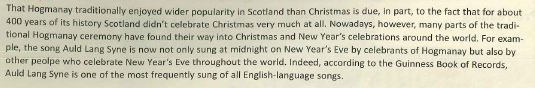 That Hogmanay traditionally enjoyed wider popularity in Scotland than Christmas is due, in part, to the fact that for about
400 years of its history Scotland didn't celebrate Christmas very much at all. Nowadays, however, many parts of the tradi-
tional Hogmanay ceremony have found their way into Christmas and New Year's celebrations around the world. For exam-
ple, the song Auld Lang Syne is now not only sung at midnight on New Year's Eve by celebrants of Hogmanay but also by
other peolpe who celebrate New Year's Eve throughout the world. Indeed, according to the Guinness Book of Records,
Auld Lang Syne is one of the most frequently sung of all English-language songs.